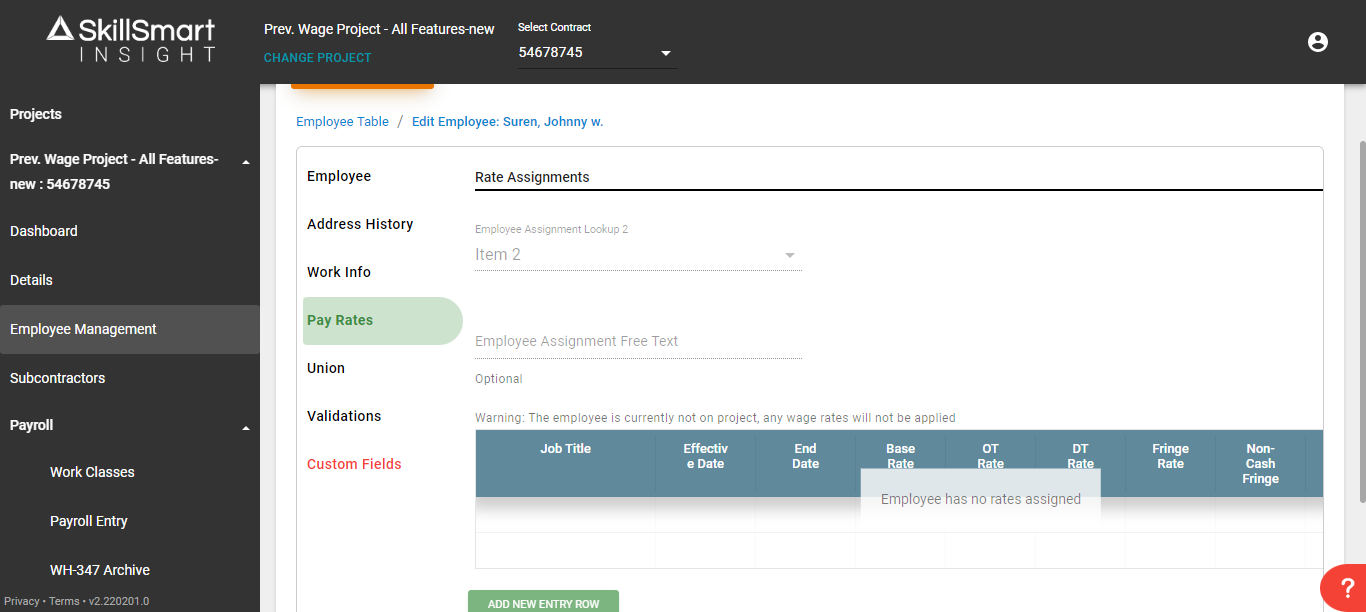 SkillSmart
INSIGHT
Prev. Wage Project - All Features-new
CHANGE PROJECT
Select Contract
54678745
Projects
Prev. Wage Project - All Features-
new : 54678745
Dashboard
Details
Employee Management
Subcontractors
Payroll
Work Classes
Payroll Entry
WH-347 Archive
Privacy • Terms • v2.220201.0
Employee Table / Edit Employee: Suren, Johnny w.
Employee
Address History
Work Info
Pay Rates
Union
Validations
Custom Fields
Rate Assignments
Employee Assignment Lookup 2
Item 2
Employee Assignment Free Text
Optional
Warning: The employee is currently not on project, any wage rates will not be applied
Job Title
Effectiv
e Date
End
Date
Base
Rate
OT
Rate
DT
Rate
Fringe
Rate
Non-
Cash
Fringe
Employee has no rates assigned
ADD NEW ENTRY ROW
?